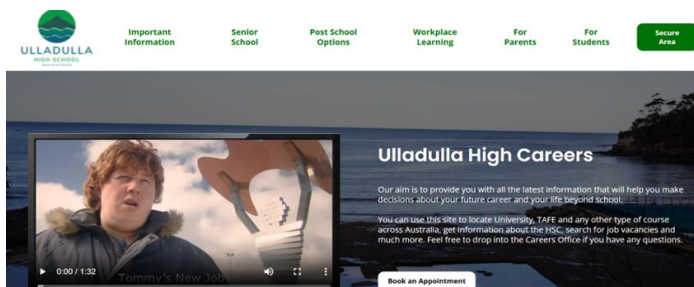 ULLADULLA
HIGH SCHOOL
Important
Information
Senior
School
Post School
Options
Workplace
Learning
For
Parents
For
Students
Secure
Area
Ulladulla High Careers
Our aim is to provide you with all the latest information that will help you make
decisions about your future career and your life beyond school.
You can use this site to locate University, TAFE and any other type of course
across Australia, get information about the HSC, search for job vacancies and
much more. Feel free to drop into the Careers Office if you have any questions.
Book an Appointment
0:00 / 1:32
Tommy's New Job